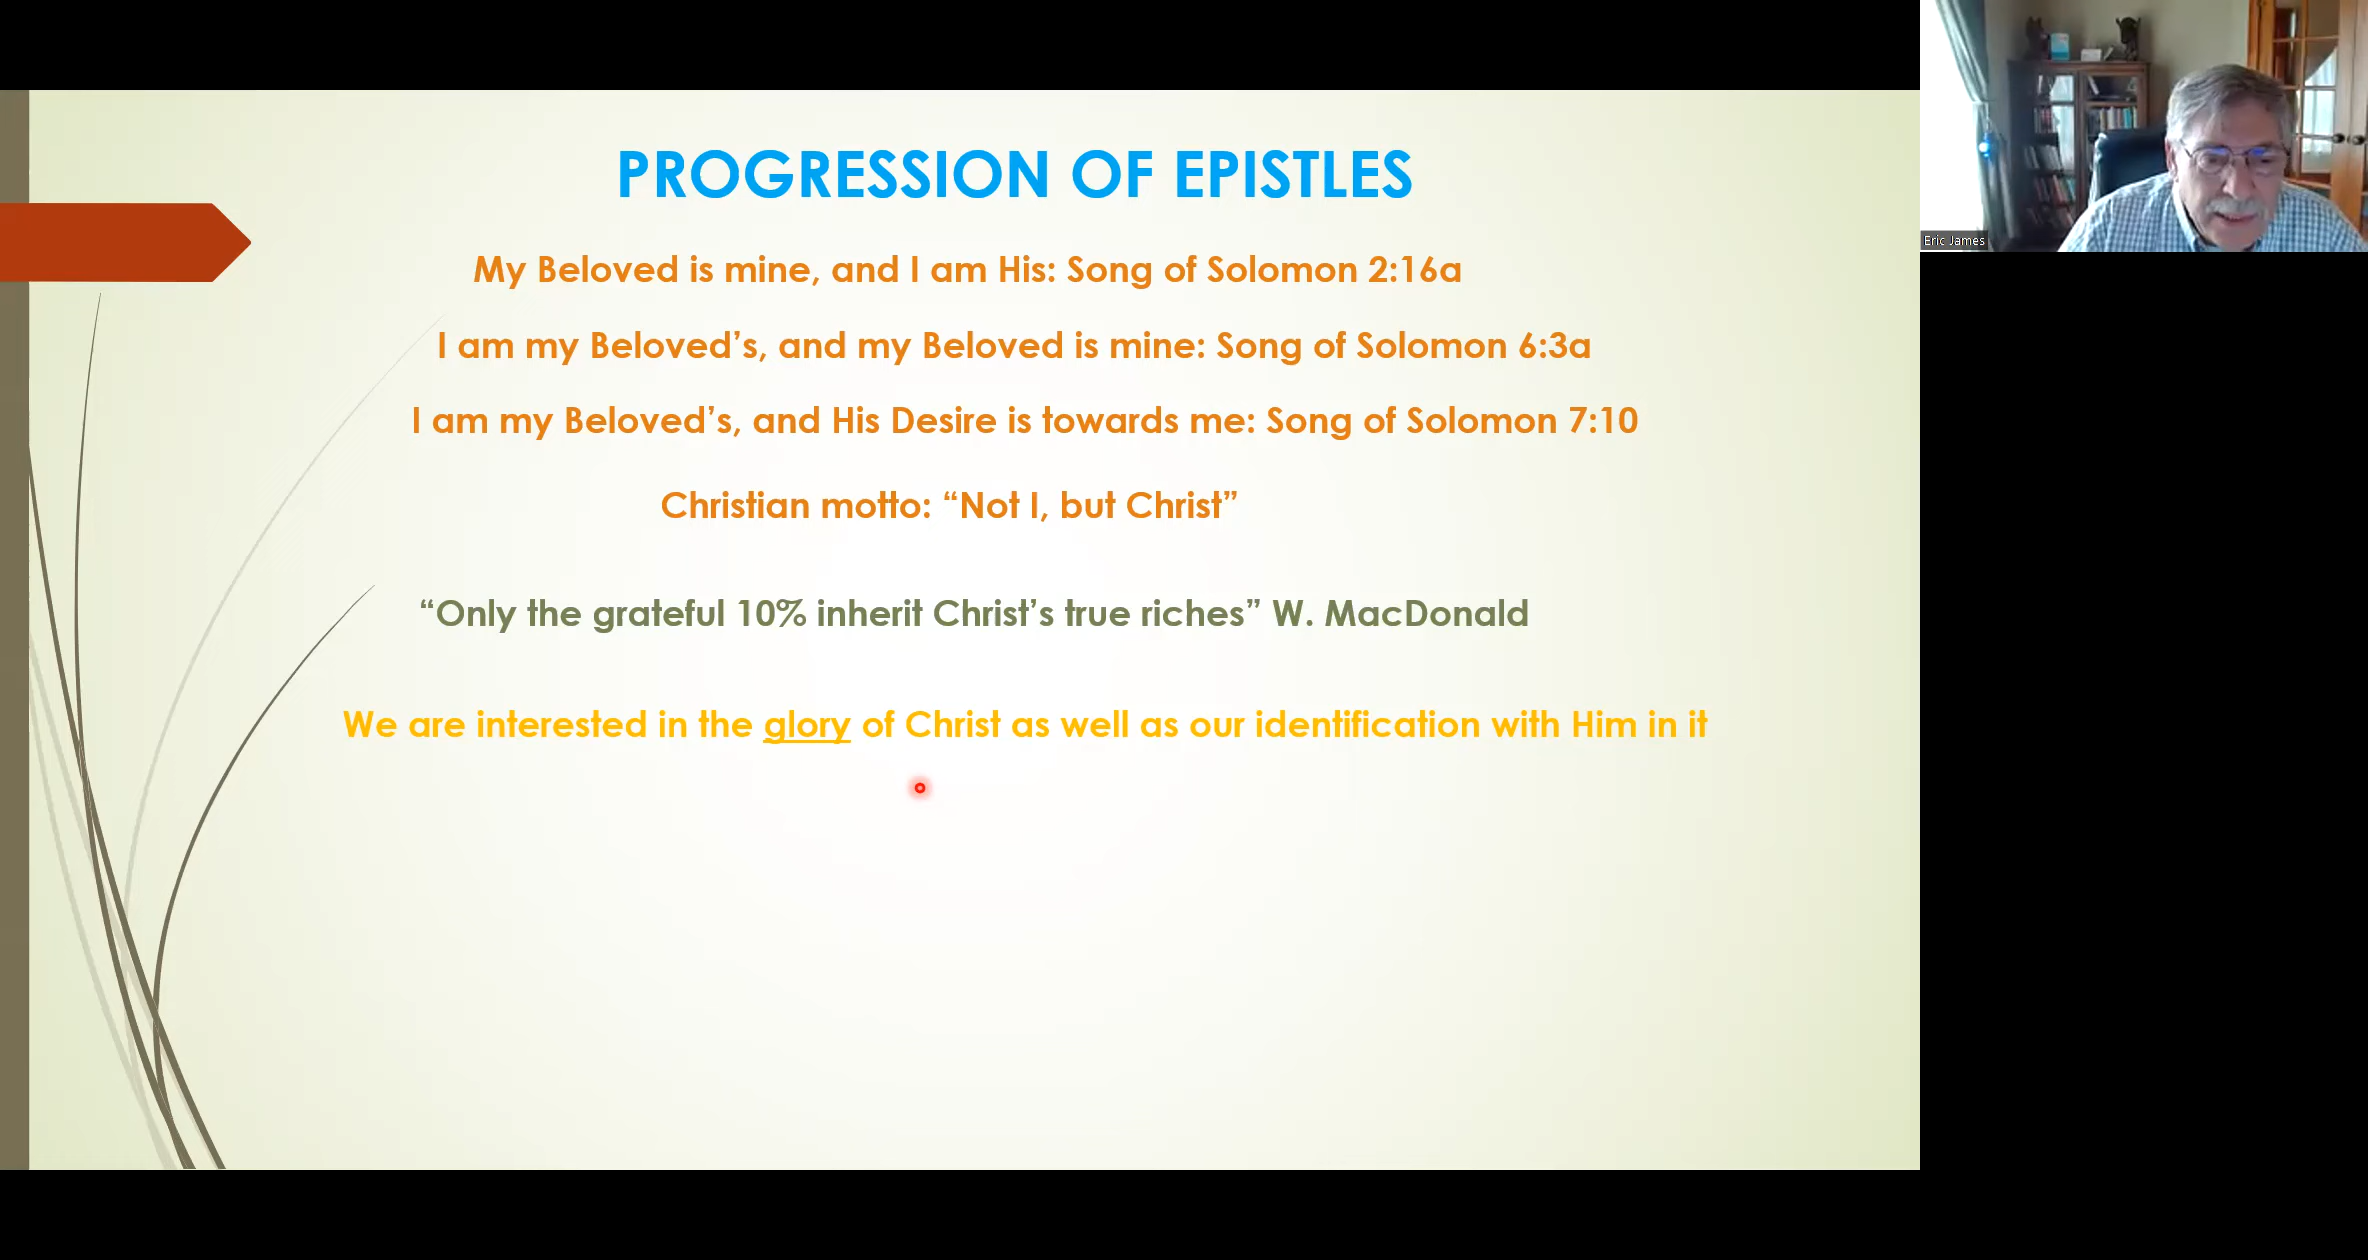 PROGRESSION OF EPISTLES
My Beloved is mine, and I am His: Song of Solomon 2:16a
I am my Beloved’s, and my Beloved is mine: Song of Solomon 6:3a
I am my Beloved’s, and His Desire is towards me: Song of Solomon 7:10
Christian motto: “Not I, but Christ”
“Only the grateful 10% inherit Christ’s true riches” W. MacDonald
We are interested in the glory of Christ as well as our identification with Him in it
Eric James